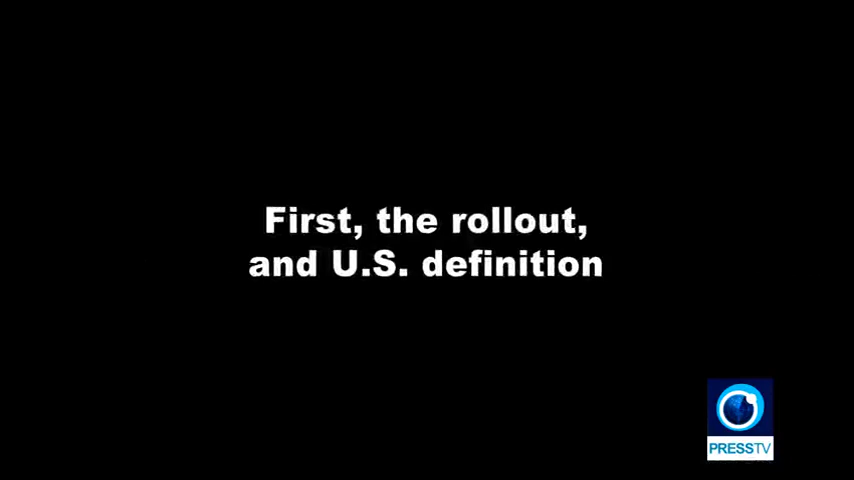 First, the rollout,
and U.S. definition
PRESSTV